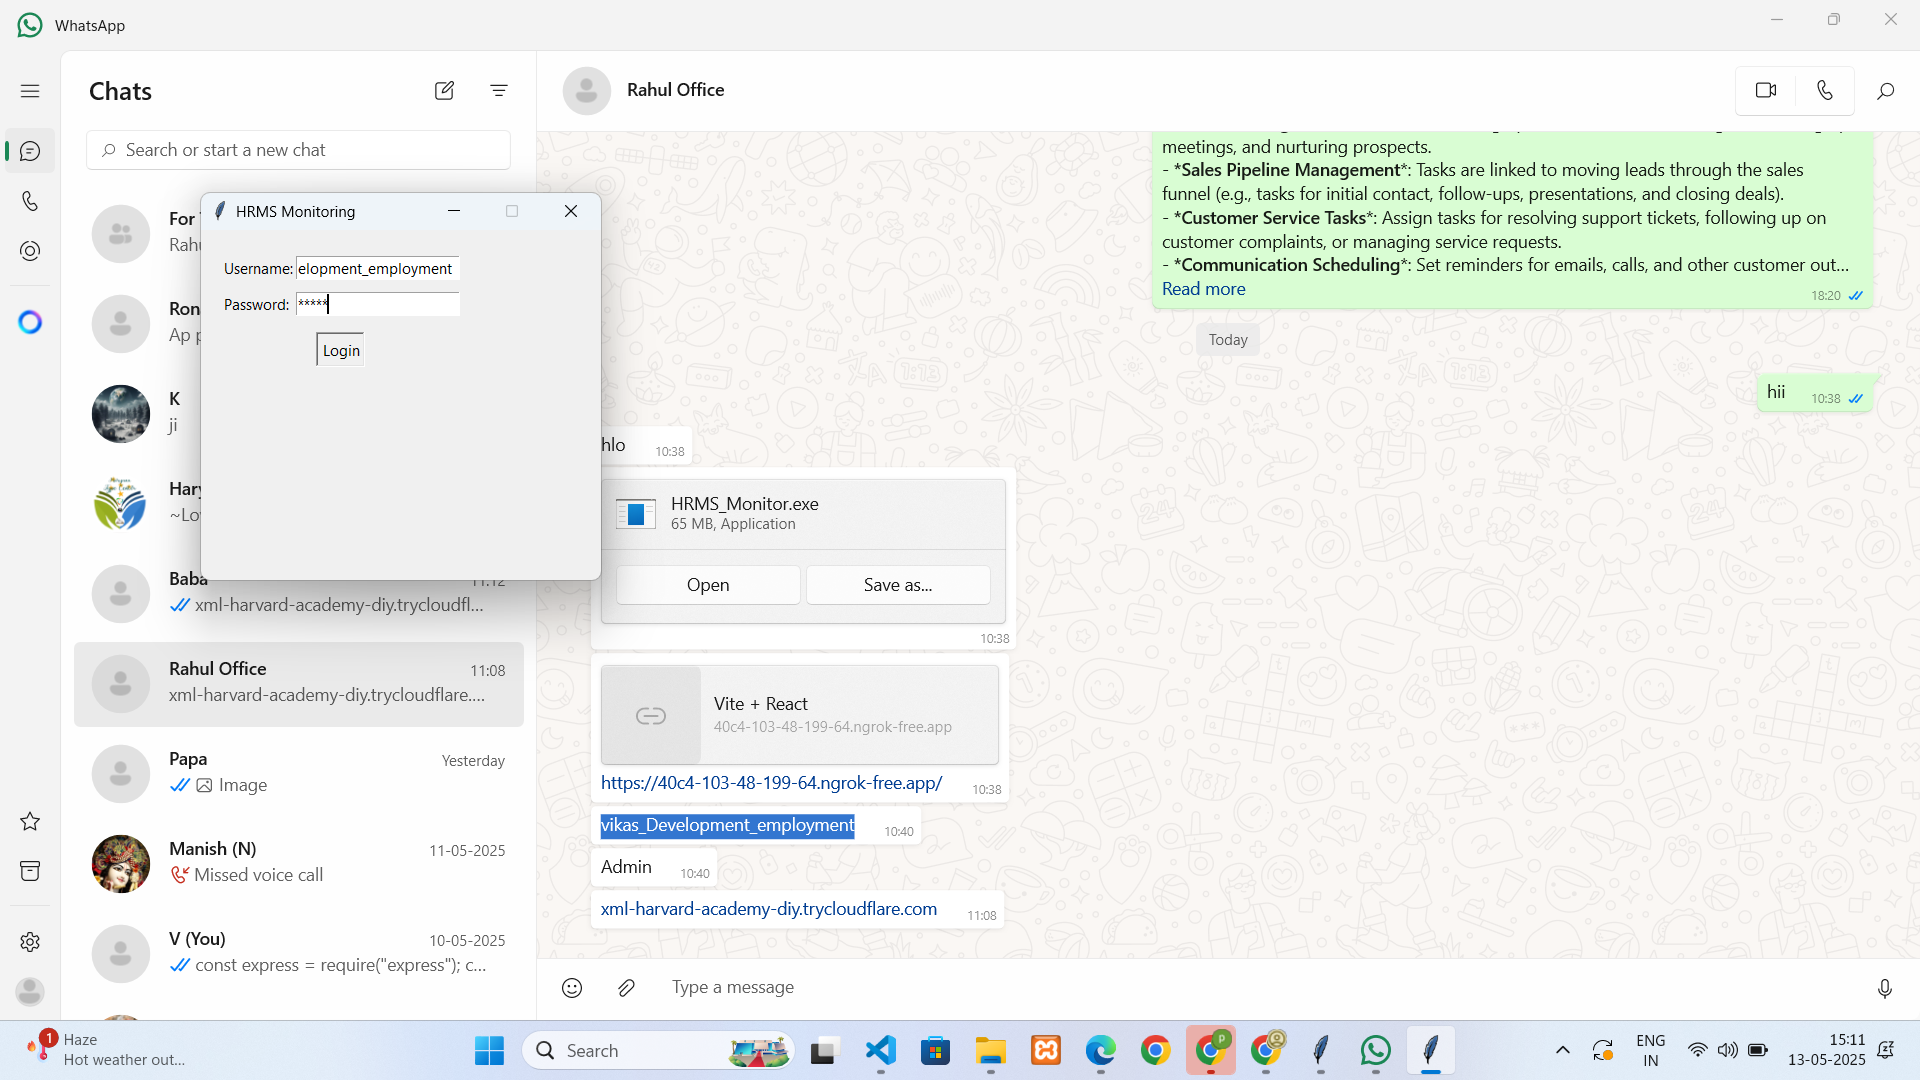 WhatsApp
Chats
Search or start a new chat
For
Rahu
Ron
Ap p
K
ji
Hary
~Lo
Baba
11:12
xml-harvard-academy-diy.trycloudfl...
Rahul Office
11:08
xml-harvard-academy-diy.trycloudflare....
Papa
Yesterday
Image
Manish (N)
11-05-2025
Missed voice call
V (You)
10-05-2025
const express = require("express"); c...
HRMS Monitoring
Username: elopment_employment
Password: *****
Login
Rahul Office
meetings, and nurturing prospects.
- *Sales Pipeline Management*: Tasks are linked to moving leads through the sales
funnel (e.g., tasks for initial contact, follow-ups, presentations, and closing deals).
- *Customer Service Tasks*: Assign tasks for resolving support tickets, following up on
customer complaints, or managing service requests.
- *Communication Scheduling*: Set reminders for emails, calls, and other customer out...
Read more
18:20
Today
hii 10:38
hlo 10:38
HRMS_Monitor.exe
65 MB, Application
Open Save as...
10:38
Vite + React
40c4-103-48-199-64.ngrok-free.app
https://40c4-103-48-199-64.ngrok-free.app/ 10:38
vikas_Development_employment 10:40
Admin 10:40
xml-harvard-academy-diy.trycloudflare.com 11:08
Type a message
1
Haze
Hot weather out...
Search
P
ENG
IN
15:11
13-05-2025